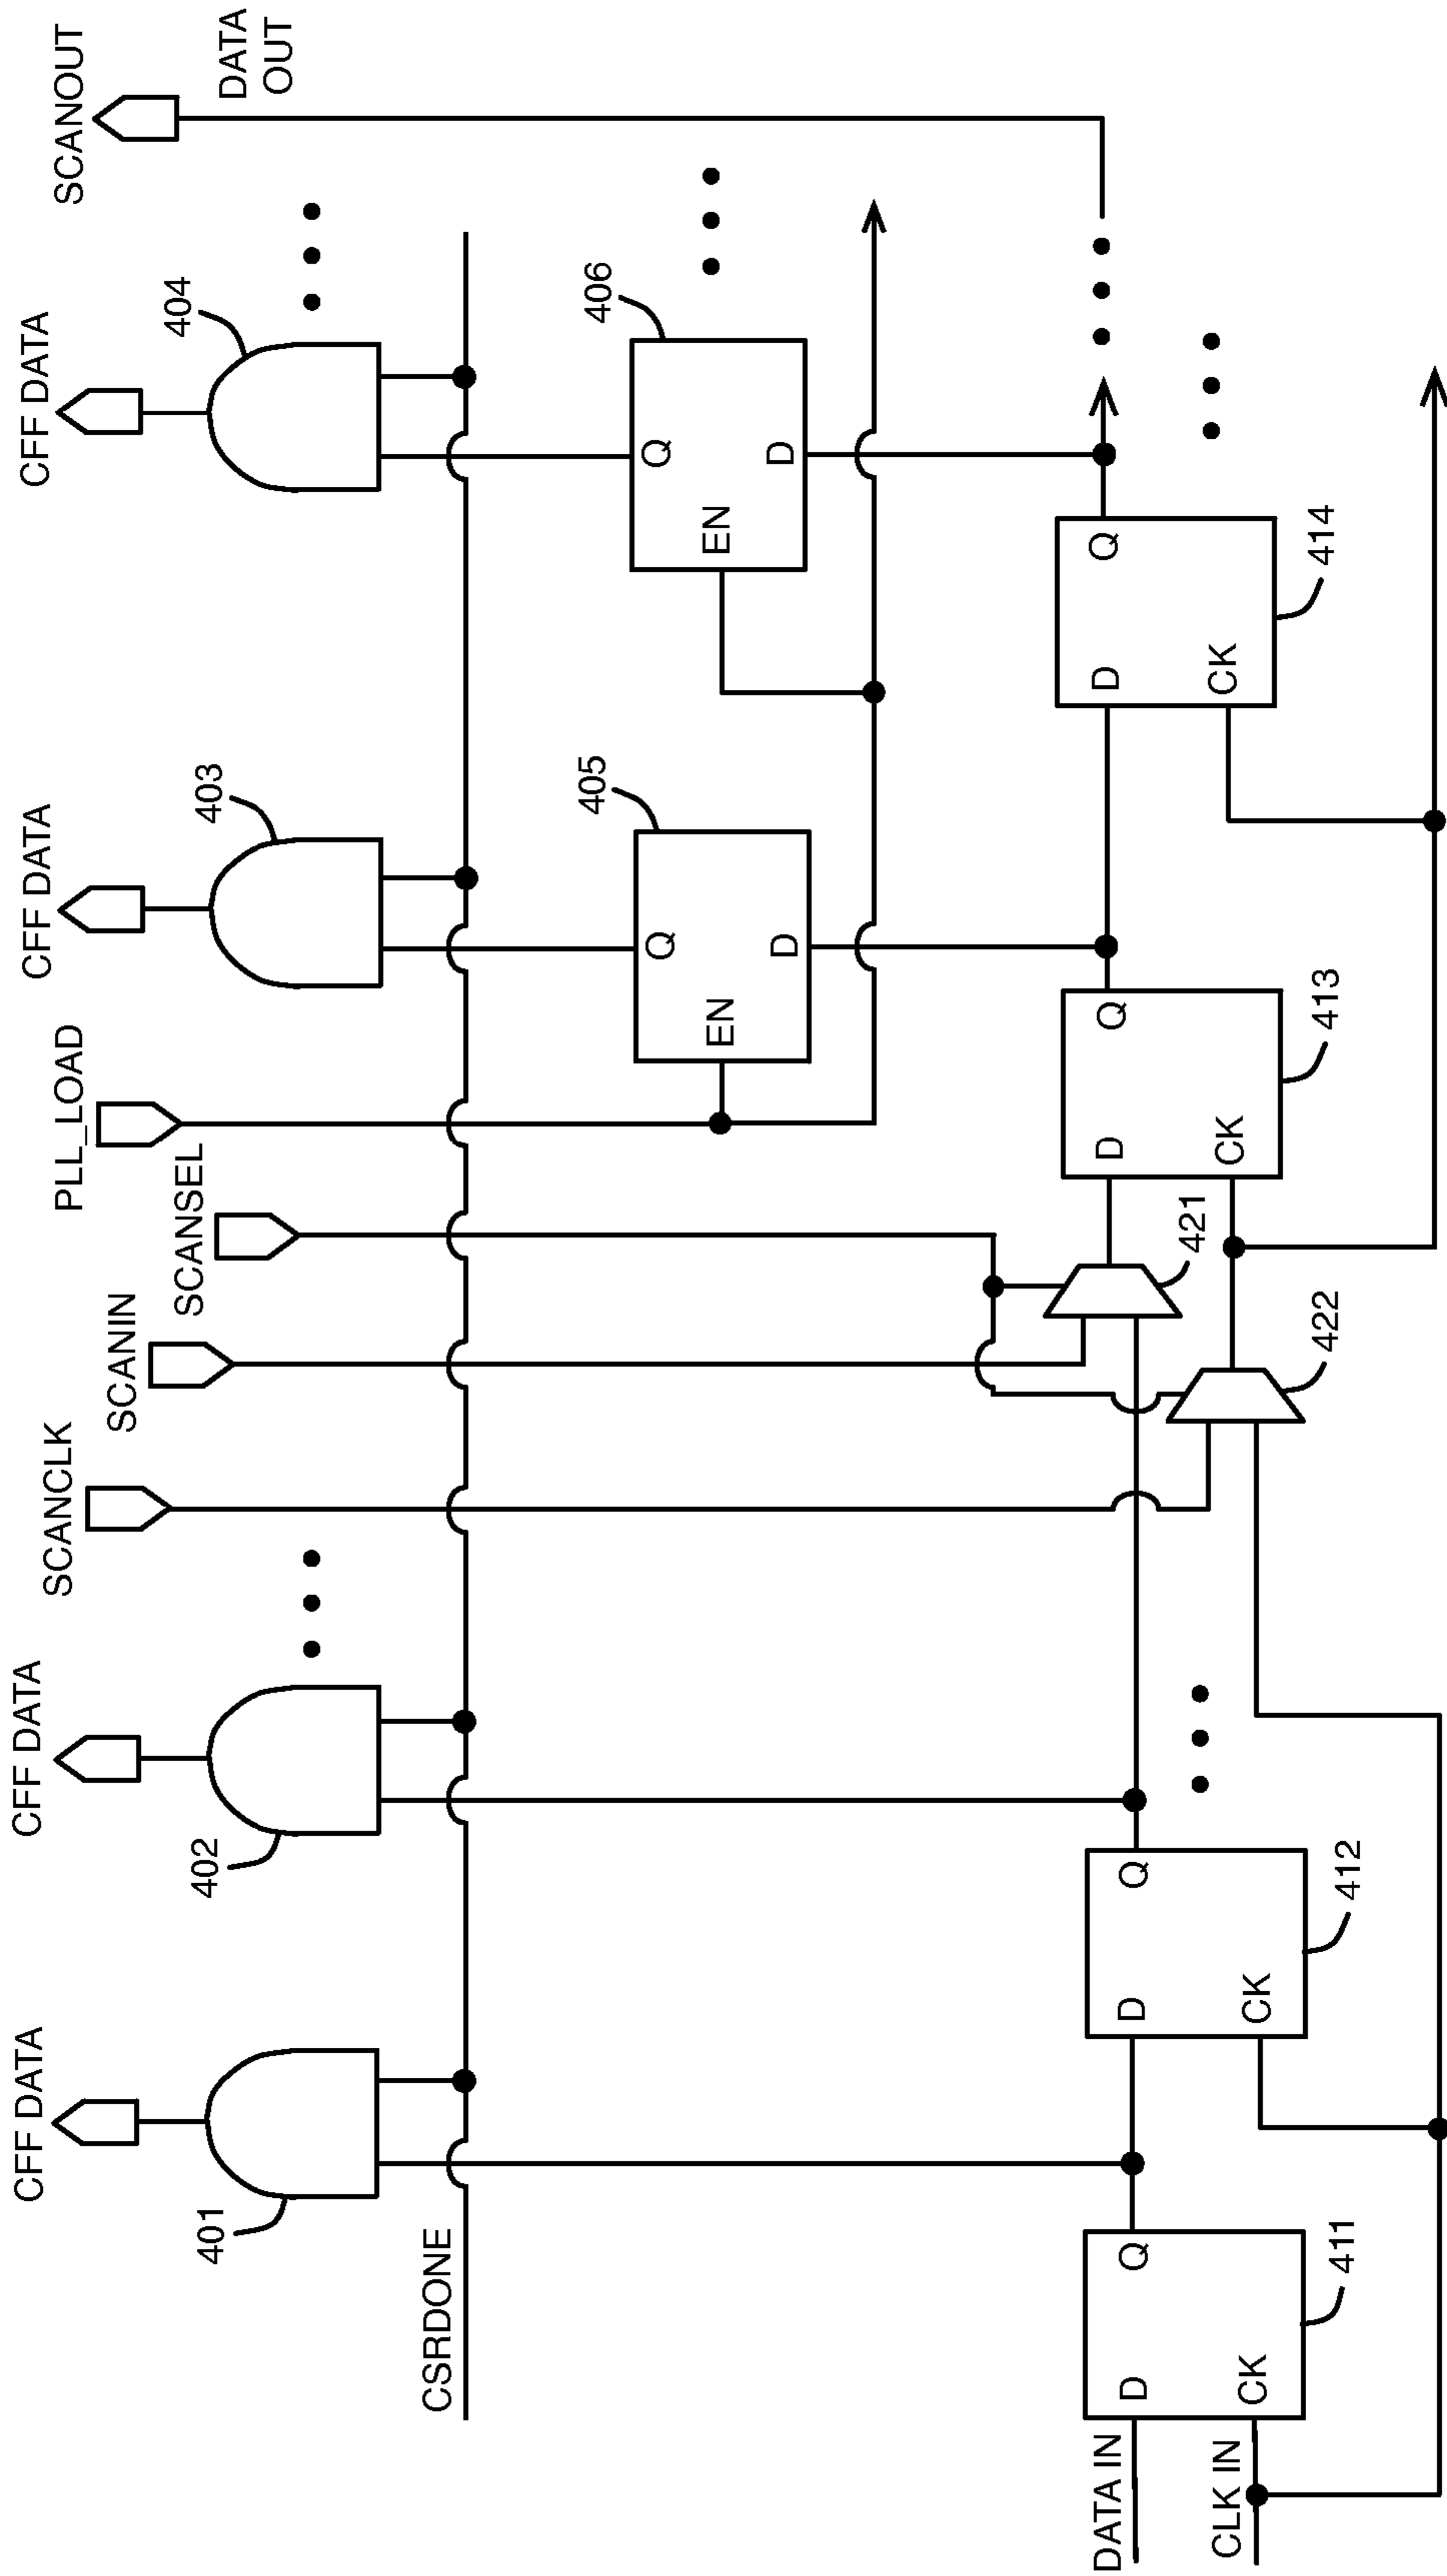 CFF DATA
CFF DATA
SCANCLK
SCANIN
SCANSEL
PLL_LOAD
CFF DATA
CFF DATA
SCANOUT
DATA
OUT
401
402
403
404
CSRDONE
405
406
Q
EN
D
Q
EN
D
DATA IN
CLK IN
D
Q
CK
411
D
Q
CK
412
421
422
D
Q
CK
413
D
Q
CK
414